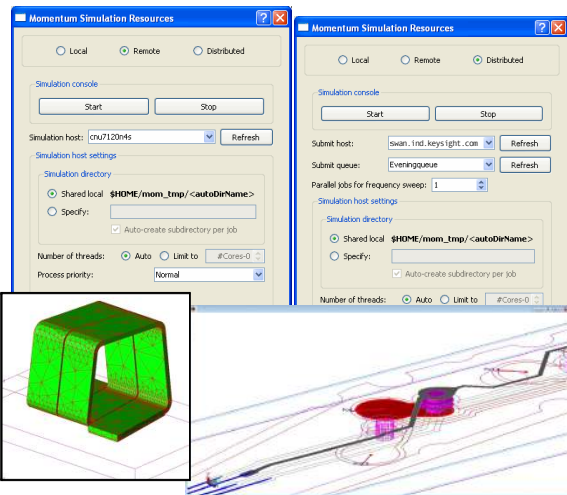 Momentum Simulation Resources
Local Remote Distributed
Simulation console
Start Stop
Simulation host: cnu7120n4s Refresh
Simulation host settings
Simulation directory
Shared local $HOME/mom_tmp/<autoDirName>
Specify:
Auto-create subdirectory per job
Number of threads: Auto Limit to #Cores-0
Process priority: Normal
Momentum Simulation Resources
Local Remote Distributed
Simulation console
Start Stop
Submit host: swan.ind.keysight.com Refresh
Submit queue: Eveningqueue Refresh
Parallel jobs for frequency sweep: 1
Simulation host settings
Simulation directory
Shared local $HOME/mom_tmp/<autoDirName>
Specify:
Auto-create subdirectory per job
Number of threads: Auto Limit to #Cores-0